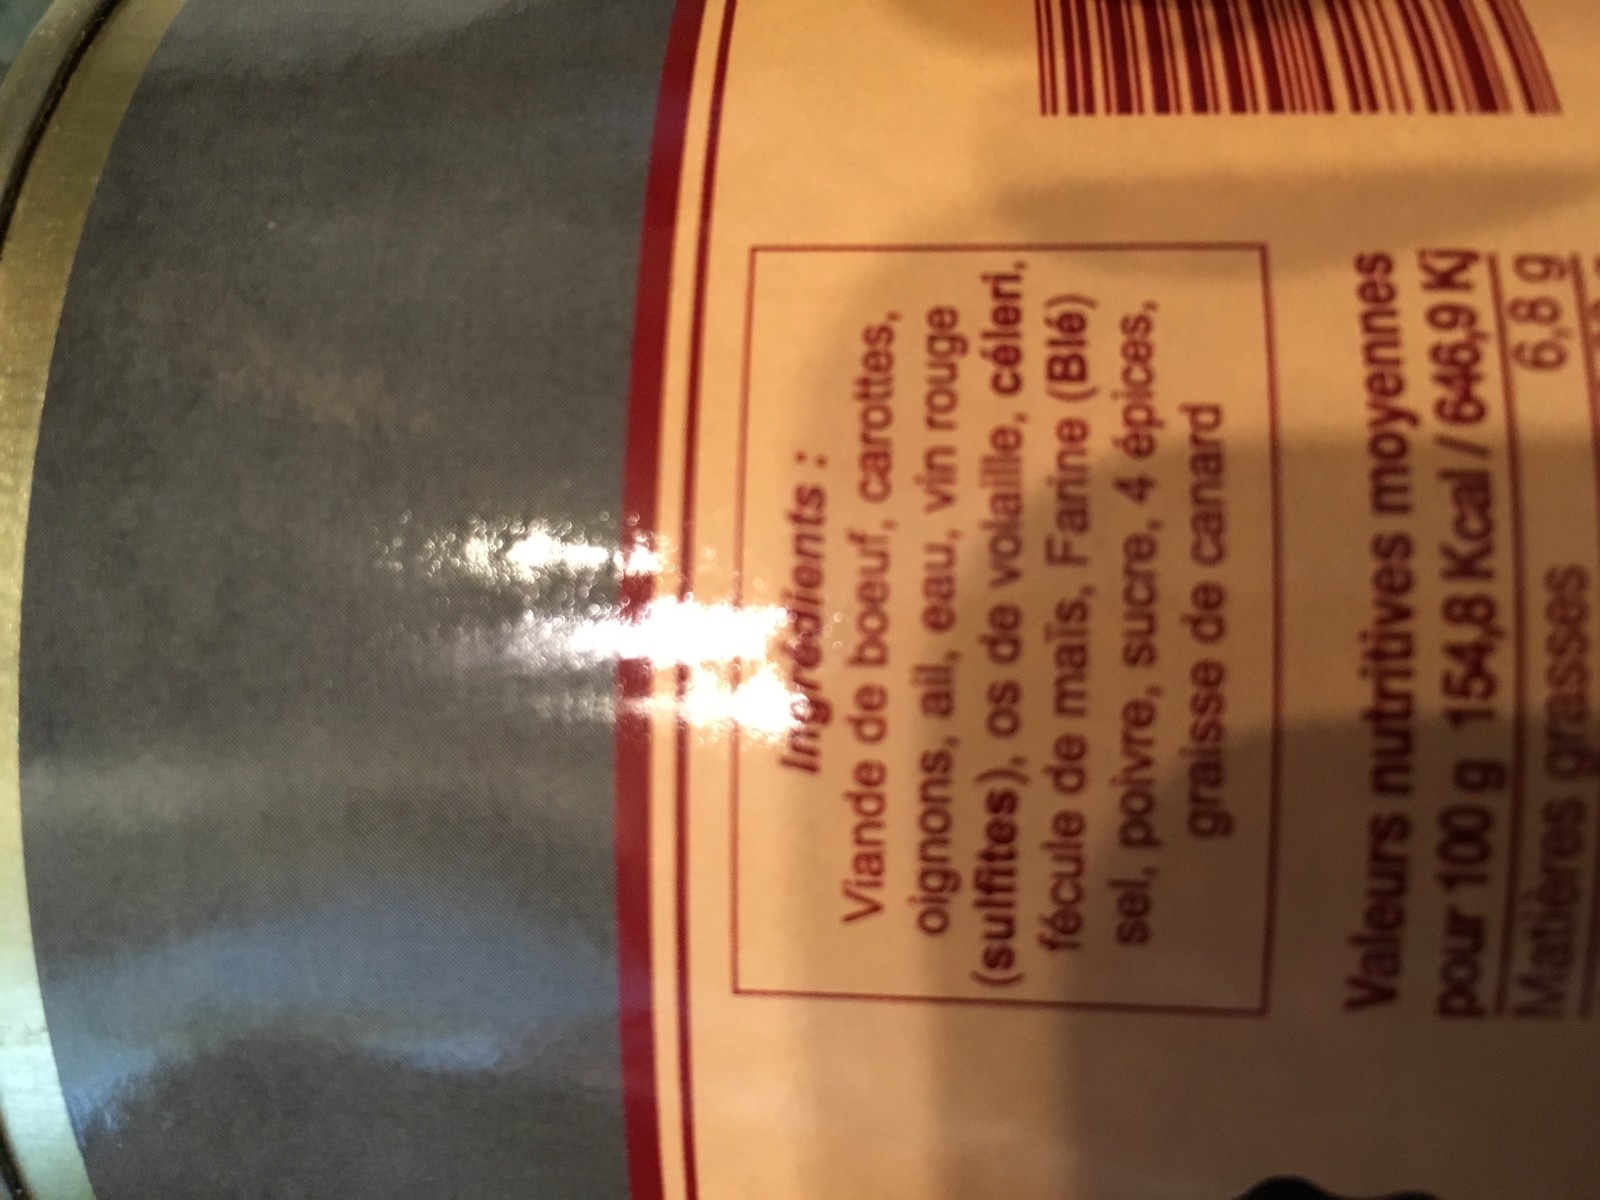 Ingrédients :
Viande de boeuf, carottes,
oignons, ail, eau, vin rouge
(sulfites), os de volaille, céleri,
fécule de maïs, Farine (Blé)
sel, poivre, sucre, 4 épices,
graisse de canard
Valeurs nutritives moyennes
pour 100 g 154,8 Kcal / 646,9 Kj
Matières grasses 6,8 g